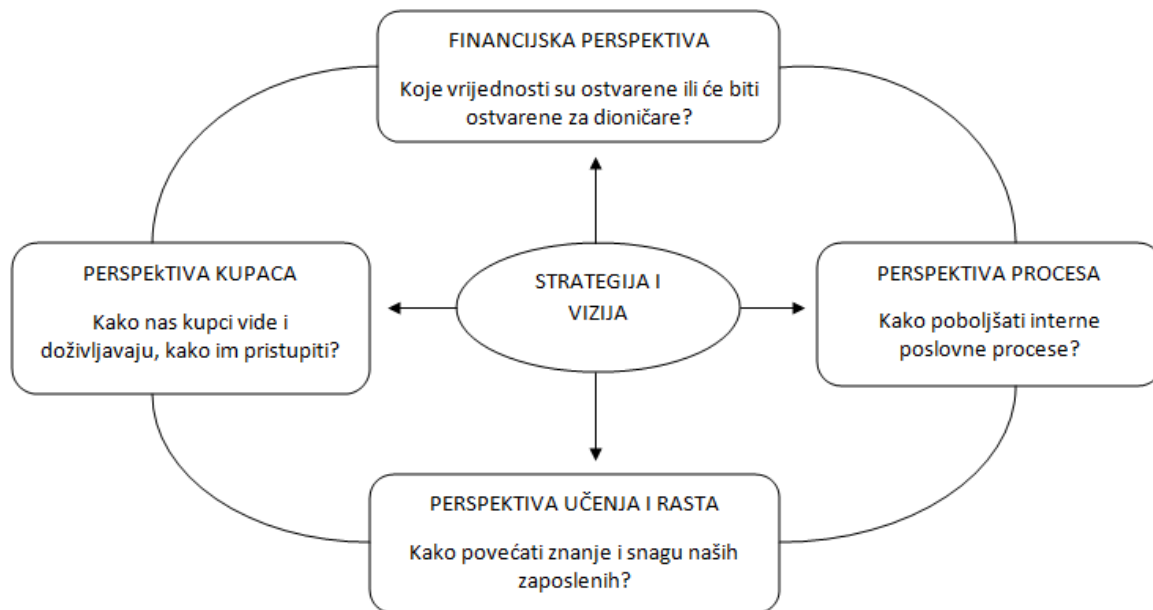 FINANCIJSKA PERSPEKTIVA
Koje vrijednosti su ostvarene ili će biti
ostvarene za dioničare?
PERSPEkTIVA KUPACA
Kako nas kupci vide i
doživljavaju, kako im pristupiti?
STRATEGIJA I
VIZIJA
PERSPEKTIVA PROCESA
Kako poboljšati interne
poslovne procese?
PERSPEKTIVA UČENJA I RASTA
Kako povećati znanje i snagu naših
zaposlenih?